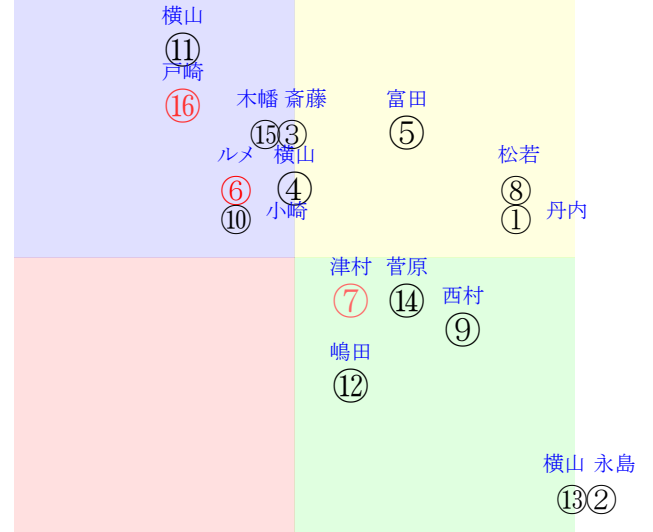 横山
⑪
戸崎
⑯
木幡 斎藤 富田
⑮③ ⑤
ルメ 横山 松若
⑥ ④ ⑧
⑩ 小崎 ① 丹内
津村 菅原 西村
⑦ ⑭ ⑨
嶋田
⑫
横山 永島
⑬②